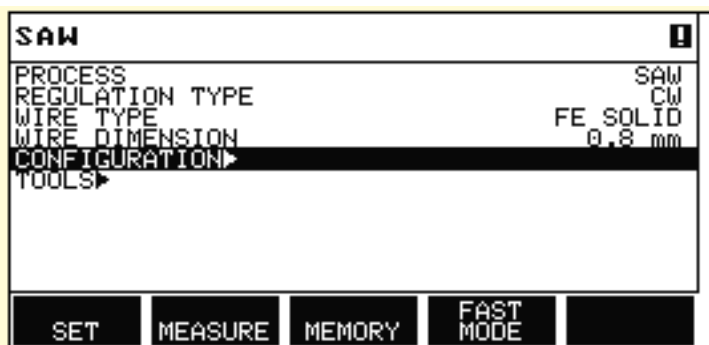 SAW
PROCESS SAW
REGULATION TYPE CW
WIRE TYPE FE SOLID
WIRE DIMENSION 0.8 mm
CONFIGURATION▶
TOOLS▶
SET MEASURE MEMORY FAST MODE